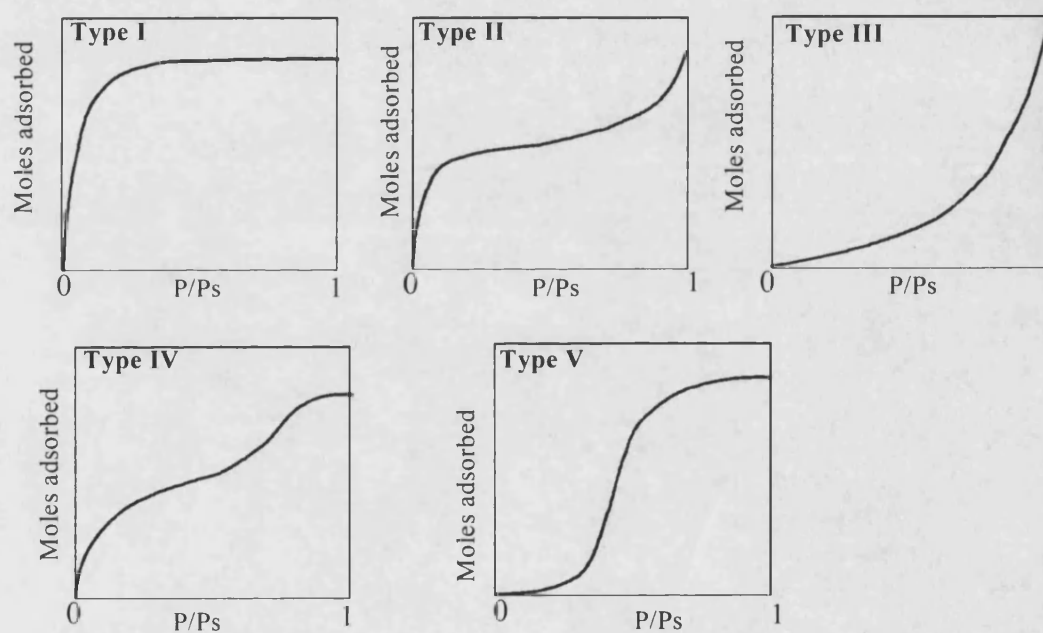 Type I
Moles adsorbed
0
P/Ps
1
Type II
Moles adsorbed
0
P/Ps
1
Type III
Moles adsorbed
0
P/Ps
Type IV
Moles adsorbed
0
P/Ps
1
Type V
Moles adsorbed
0
P/Ps
1